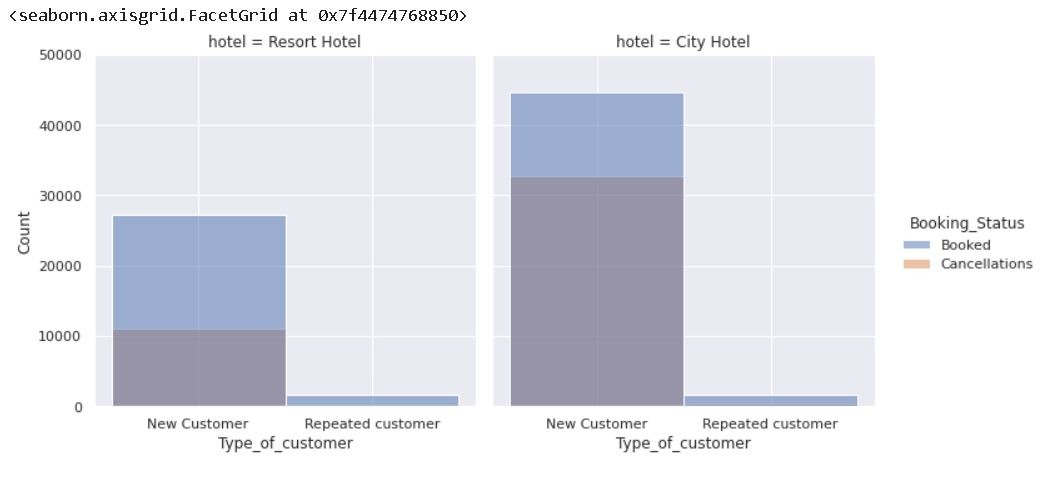 <seaborn.axisgrid.FacetGrid at 0x7f4474768850>
hotel = Resort Hotel
hotel = City Hotel
50000
40000
30000
20000
10000
0
Count
New Customer
Repeated customer
Type_of_customer
New Customer
Repeated customer
Type_of_customer
Booking_Status
Booked
Cancellations